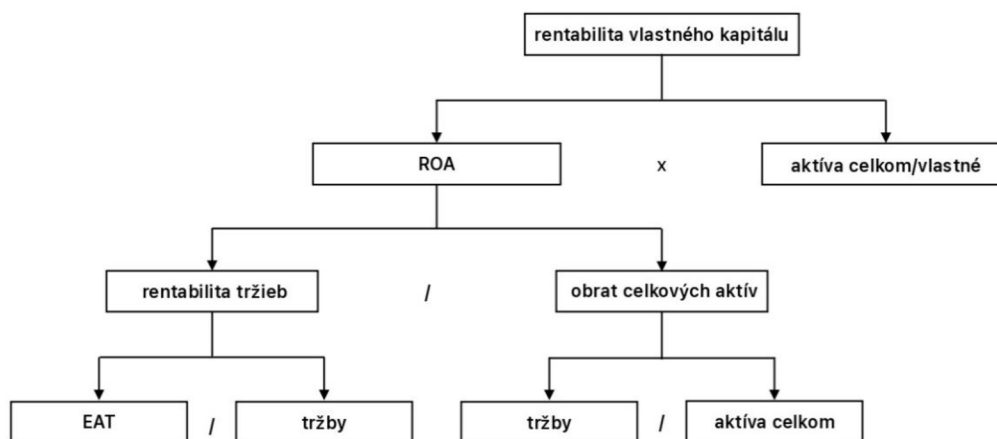 rentabilita vlastného kapitálu
ROA x aktíva celkom/vlastné
rentabilita tržieb / obrat celkových aktív
EAT / tržby tržby / aktíva celkom